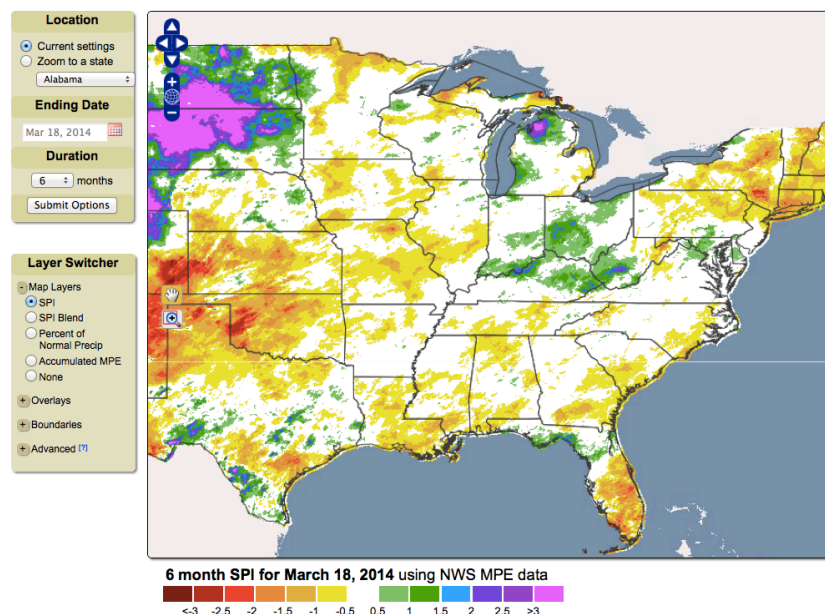 Location
Current settings
Zoom to a state
Alabama
Ending Date
Mar 18, 2014
Duration
6 months
Submit Options
Layer Switcher
- Map Layers
SPI
SPI Blend
Percent of
Normal Precip
Accumulated MPE
None
+ Overlays
+ Boundaries
+ Advanced [?]
6 month SPI for March 18, 2014 using NWS MPE data
<-3 -2.5 -2 -1.5 -1 -0.5 0.5 1 1.5 2 2.5 >3